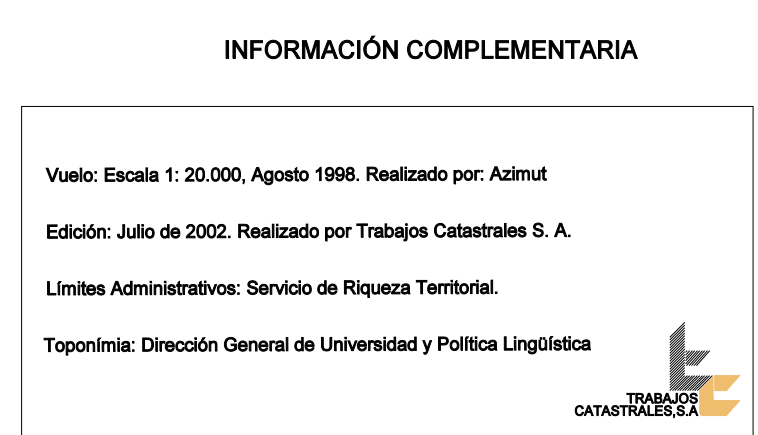 INFORMACIÓN COMPLEMENTARIA
Vuelo: Escala 1: 20.000, Agosto 1998. Realizado por: Azimut
Edición: Julio de 2002. Realizado por Trabajos Catastrales S. A.
Límites Administrativos: Servicio de Riqueza Territorial.
Toponímia: Dirección General de Universidad y Política Lingüística
TRABAJOS
CATASTRALES,S.A